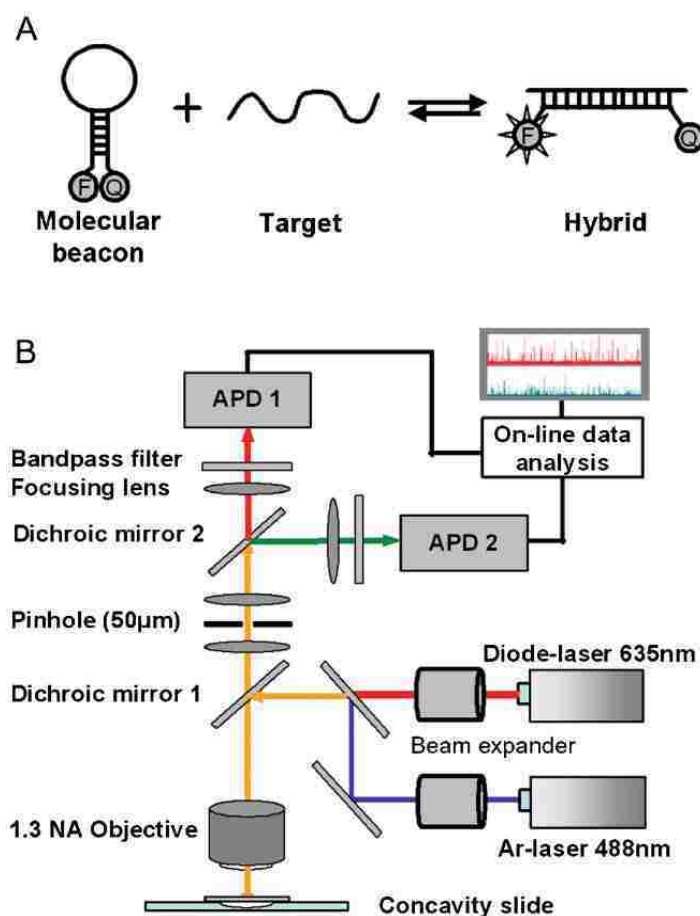 A
F Q
Molecular
beacon
+
Target
F
Q
Hybrid
B
APD 1
On-line data
analysis
Bandpass filter
Focusing lens
Dichroic mirror 2
APD 2
Pinhole (50μm)
Dichroic mirror 1
Diode-laser 635nm
Beam expander
1.3 NA Objective
Ar-laser 488nm
Concavity slide